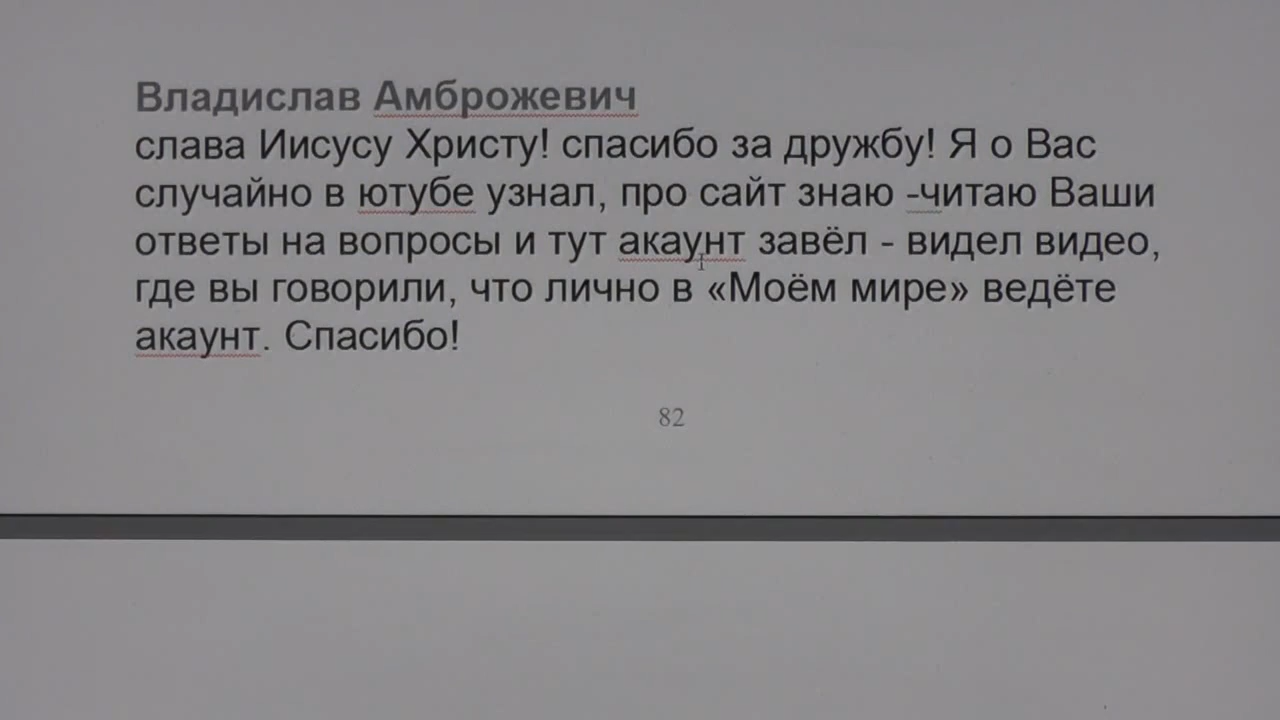 Владислав Амброжевич
слава Иисусу Христу! спасибо за дружбу! Я о Вас
случайно в ютубе узнал, про сайт знаю -читаю Ваши
ответы на вопросы и тут акаунт завёл - видел видео,
где вы говорили, что лично в «Моём мире» ведёте
акаунт. Спасибо!
82